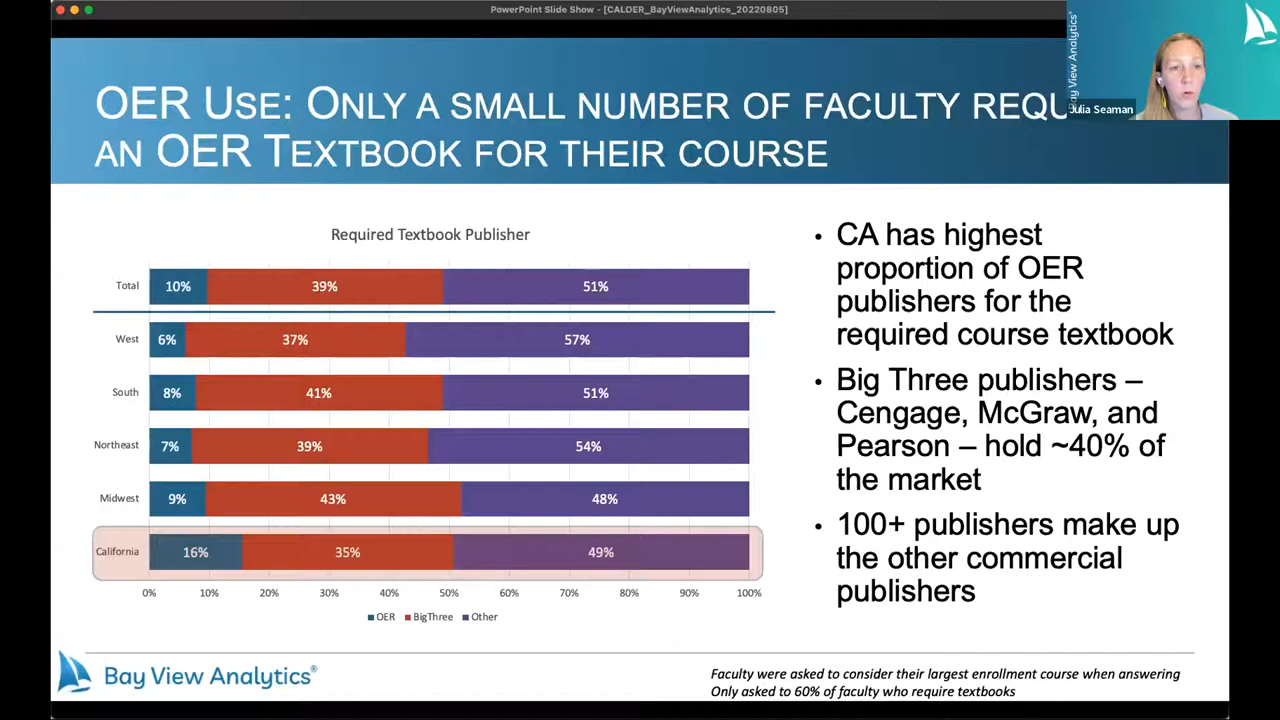 PowerPoint Slide Show - [CALDER_BayViewAnalytics_20220805]
Bay View Analytics®
Julia Seaman
OER USE: ONLY A SMALL NUMBER OF FACULTY REQU
AN OER TEXTBOOK FOR THEIR COURSE
Required Textbook Publisher
Total 10% 39% 51%
West 6% 37% 57%
South 8% 41% 51%
Northeast 7% 39% 54%
Midwest 9% 43% 48%
California 16% 35% 49%
0% 10% 20% 30% 40% 50% 60% 70% 80% 90% 100%
OER BigThree Other
• CA has highest
proportion of OER
publishers for the
required course textbook
• Big Three publishers –
Cengage, McGraw, and
Pearson – hold ~40% of
the market
• 100+ publishers make up
the other commercial
publishers
Bay View Analytics®
Faculty were asked to consider their largest enrollment course when answering
Only asked to 60% of faculty who require textbooks